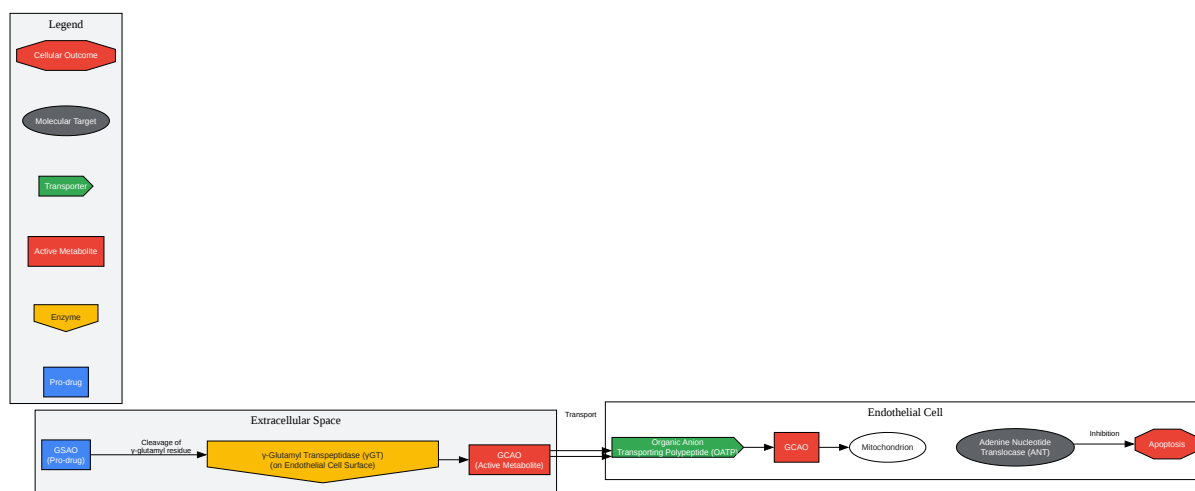 Legend
Cellular Outcome
Molecular Target
Transporter
Active Metabolite
Enzyme
Pro-drug
Extracellular Space
GSAO
(Pro-drug)
Cleavage of
γ-glutamyl residue
γ-Glutamyl Transpeptidase (γGT)
(on Endothelial Cell Surface)
GCAO
(Active Metabolite)
Transport
Endothelial Cell
Organic Anion
Transporting Polypeptide (OATP)
GCAO
Mitochondrion
Adenine Nucleotide
Translocase (ANT)
Inhibition
Apoptosis